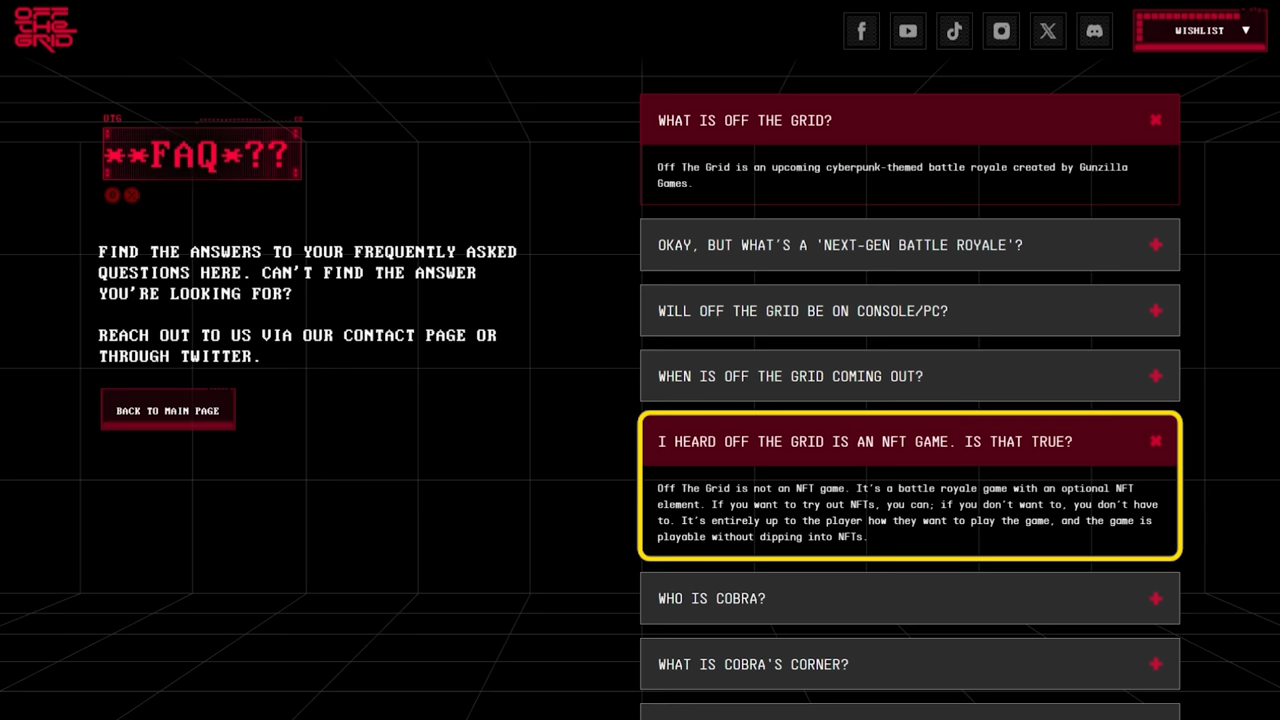 OFF
THE
GRID
WISHLIST
OTG
**FAQ*??
FIND THE ANSWERS TO YOUR FREQUENTLY ASKED
QUESTIONS HERE. CAN'T FIND THE ANSWER
YOU'RE LOOKING FOR?
REACH OUT TO US VIA OUR CONTACT PAGE OR
THROUGH TWITTER.
BACK TO MAIN PAGE
WHAT IS OFF THE GRID?
Off The Grid is an upcoming cyberpunk-themed battle royale created by Gunzilla
Games.
OKAY, BUT WHAT'S A 'NEXT-GEN BATTLE ROYALE'?
WILL OFF THE GRID BE ON CONSOLE/PC?
WHEN IS OFF THE GRID COMING OUT?
I HEARD OFF THE GRID IS AN NFT GAME. IS THAT TRUE?
Off The Grid is not an NFT game. It's a battle royale game with an optional NFT
element. If you want to try out NFTs, you can; if you don't want to, you don't have
to. It's entirely up to the player how they want to play the game, and the game is
playable without dipping into NFTs.
WHO IS COBRA?
WHAT IS COBRA'S CORNER?